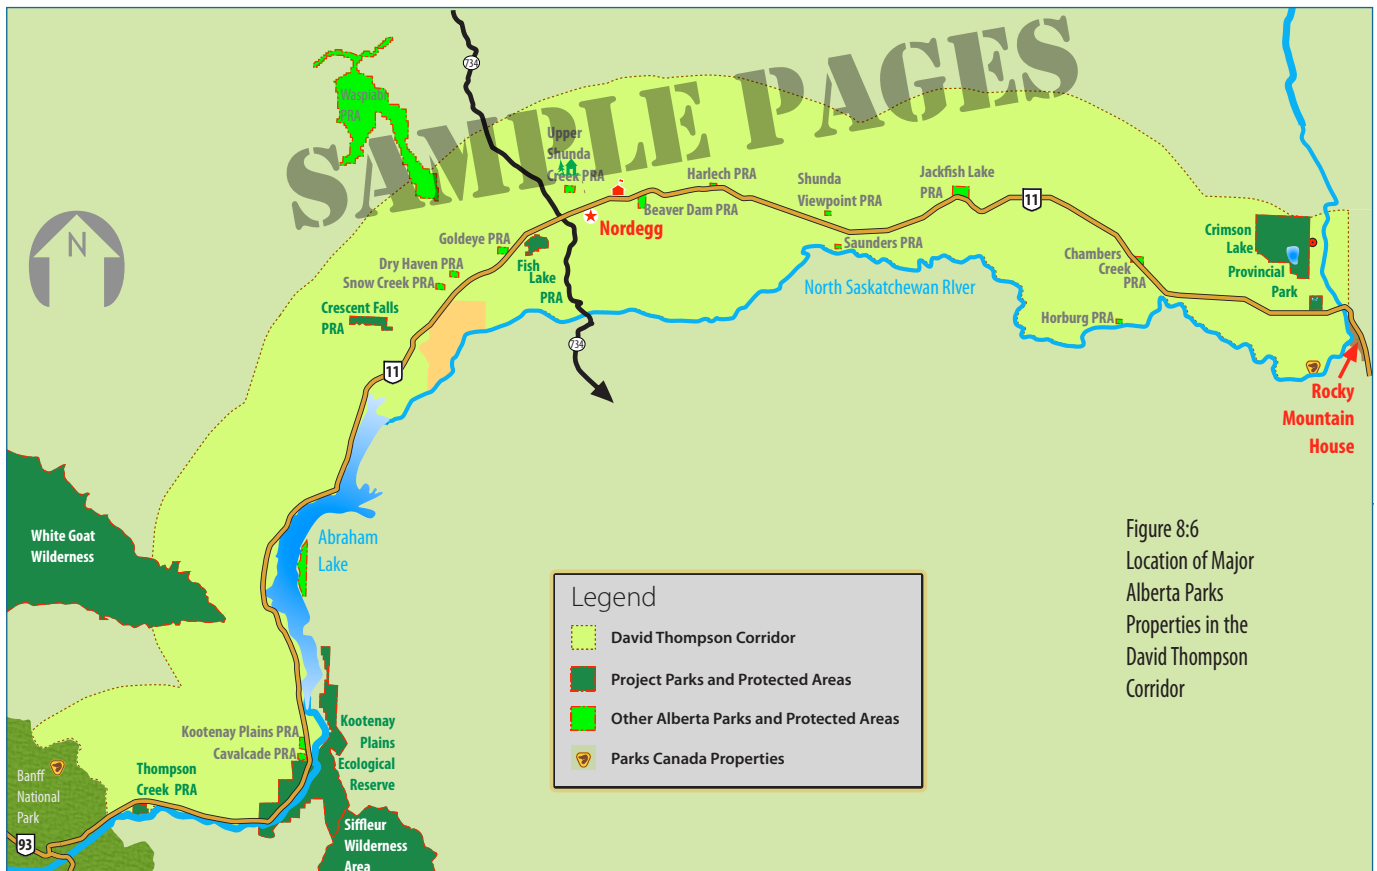 SAMPLE PAGES
734
Waspiabi
PRA
Upper
Shunda
Creek PRA
Harlech PRA
Shunda
Viewpoint PRA
Jackfish Lake
PRA
11
Beaver Dam PRA
Nordegg
Goldeye PRA
Saunders PRA
Crimson
Lake
Provincial
Park
Chambers
Creek
PRA
Dry Haven PRA
Snow Creek PRA
Fish
Lake
PRA
North Saskatchewan RIver
Crescent Falls
PRA
Horburg PRA
734
11
Rocky
Mountain
House
N
White Goat
Wilderness
Abraham
Lake
Figure 8:6
Location of Major
Alberta Parks
Properties in the
David Thompson
Corridor
Legend
David Thompson Corridor
Project Parks and Protected Areas
Other Alberta Parks and Protected Areas
Parks Canada Properties
Kootenay Plains PRA
Cavalcade PRA
Kootenay
Plains
Ecological
Reserve
Thompson
Creek PRA
Banff
National
Park
93
Siffleur
Wilderness
Area